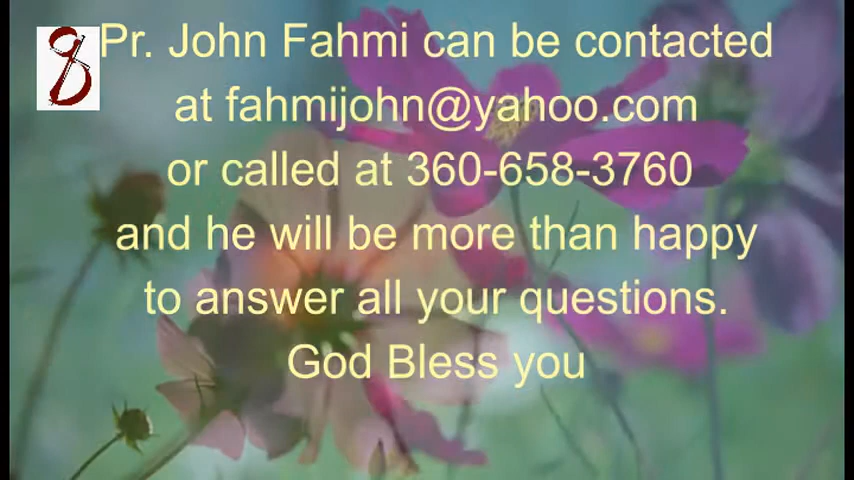 Pr. John Fahmi can be contacted
at fahmijohn@yahoo.com
or called at 360-658-3760
and he will be more than happy
to answer all your questions.
God Bless you